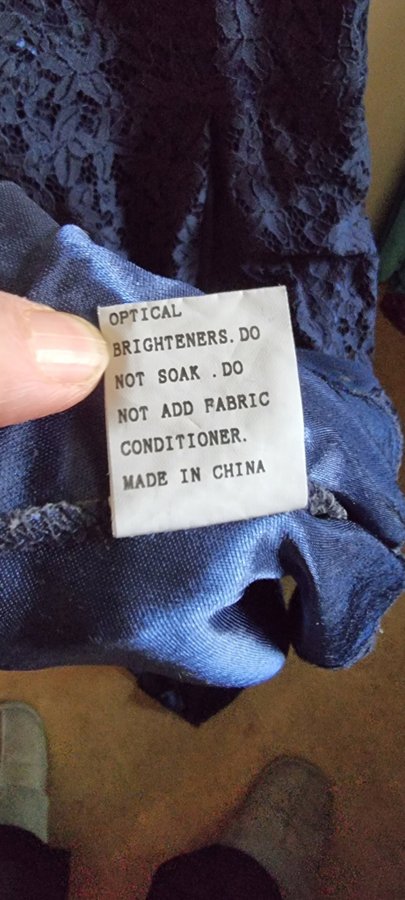 OPTICAL
BRIGHTENERS.DO
NOT SOAK .DO
NOT ADD FABRIC
CONDITIONER.
MADE IN CHINA